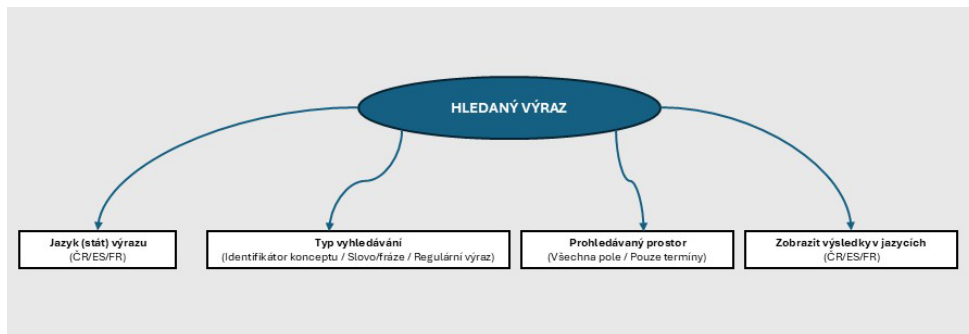 HLEDANÝ VÝRAZ
Jazyk (stát) výrazu
(ČR/ES/FR)
Typ vyhledávání
(Identifikátor konceptu / Slovo/fráze / Regulární výraz)
Prohledávaný prostor
(Všechna pole / Pouze termíny)
Zobrazit výsledky v jazycích
(ČR/ES/FR)